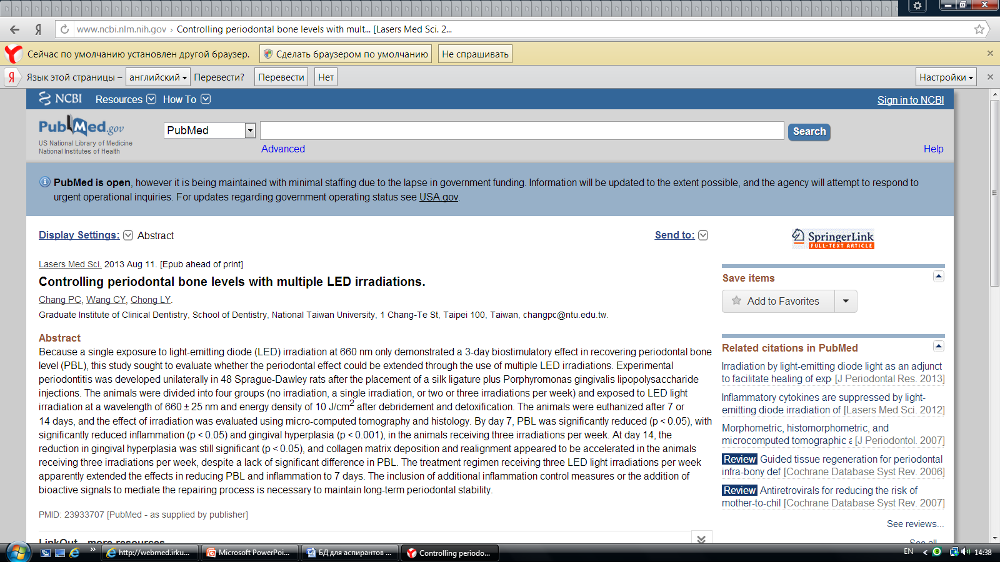 www.ncbi.nlm.nih.gov › Controlling periodontal bone levels with mult... [Lasers Med Sci. 2...
Сейчас по умолчанию установлен другой браузер. Сделать браузером по умолчанию Не спрашивать
Язык этой страницы – английский Перевести? Перевести Нет Настройки
NCBI Resources How To Sign in to NCBI
PubMed.gov
US National Library of Medicine
National Institutes of Health
PubMed Search
Advanced Help
PubMed is open, however it is being maintained with minimal staffing due to the lapse in government funding. Information will be updated to the extent possible, and the agency will attempt to respond to
urgent operational inquiries. For updates regarding government operating status see USA.gov.
Display Settings: Abstract Send to:
Lasers Med Sci. 2013 Aug 11. [Epub ahead of print]
Controlling periodontal bone levels with multiple LED irradiations.
Chang PC, Wang CY, Chong LY.
Graduate Institute of Clinical Dentistry, School of Dentistry, National Taiwan University, 1 Chang-Te St, Taipei 100, Taiwan, changpc@ntu.edu.tw.
Abstract
Because a single exposure to light-emitting diode (LED) irradiation at 660 nm only demonstrated a 3-day biostimulatory effect in recovering periodontal bone
level (PBL), this study sought to evaluate whether the periodontal effect could be extended through the use of multiple LED irradiations. Experimental
periodontitis was developed unilaterally in 48 Sprague-Dawley rats after the placement of a silk ligature plus Porphyromonas gingivalis lipopolysaccharide
injections. The animals were divided into four groups (no irradiation, a single irradiation, or two or three irradiations per week) and exposed to LED light
irradiation at a wavelength of 660 ± 25 nm and energy density of 10 J/cm2 after debridement and detoxification. The animals were euthanized after 7 or
14 days, and the effect of irradiation was evaluated using micro-computed tomography and histology. By day 7, PBL was significantly reduced (p < 0.05), with
significantly reduced inflammation (p < 0.05) and gingival hyperplasia (p < 0.001), in the animals receiving three irradiations per week. At day 14, the
reduction in gingival hyperplasia was still significant (p < 0.05), and collagen matrix deposition and realignment appeared to be accelerated in the animals
receiving three irradiations per week, despite a lack of significant difference in PBL. The treatment regimen receiving three LED light irradiations per week
apparently extended the effects in reducing PBL and inflammation to 7 days. The inclusion of additional inflammation control measures or the addition of
bioactive signals to mediate the repairing process is necessary to maintain long-term periodontal stability.
PMID: 23933707 [PubMed - as supplied by publisher]
LinkOut - more resources
SpringerLink
FULL-TEXT ARTICLE
Save items
Add to Favorites
Related citations in PubMed
Irradiation by light-emitting diode light as an adjunct
to facilitate healing of exp [J Periodontal Res. 2013]
Inflammatory cytokines are suppressed by light-
emitting diode irradiation of [Lasers Med Sci. 2012]
Morphometric, histomorphometric, and
microcomputed tomographic a [J Periodontol. 2007]
Review Guided tissue regeneration for periodontal
infra-bony def [Cochrane Database Syst Rev. 2006]
Review Antiretrovirals for reducing the risk of
mother-to-chil [Cochrane Database Syst Rev. 2007]
See reviews...
See all...
» http://webmed.irku... Microsoft PowerPoi... БД для аспирантов ... Controlling periodo... EN 14:38